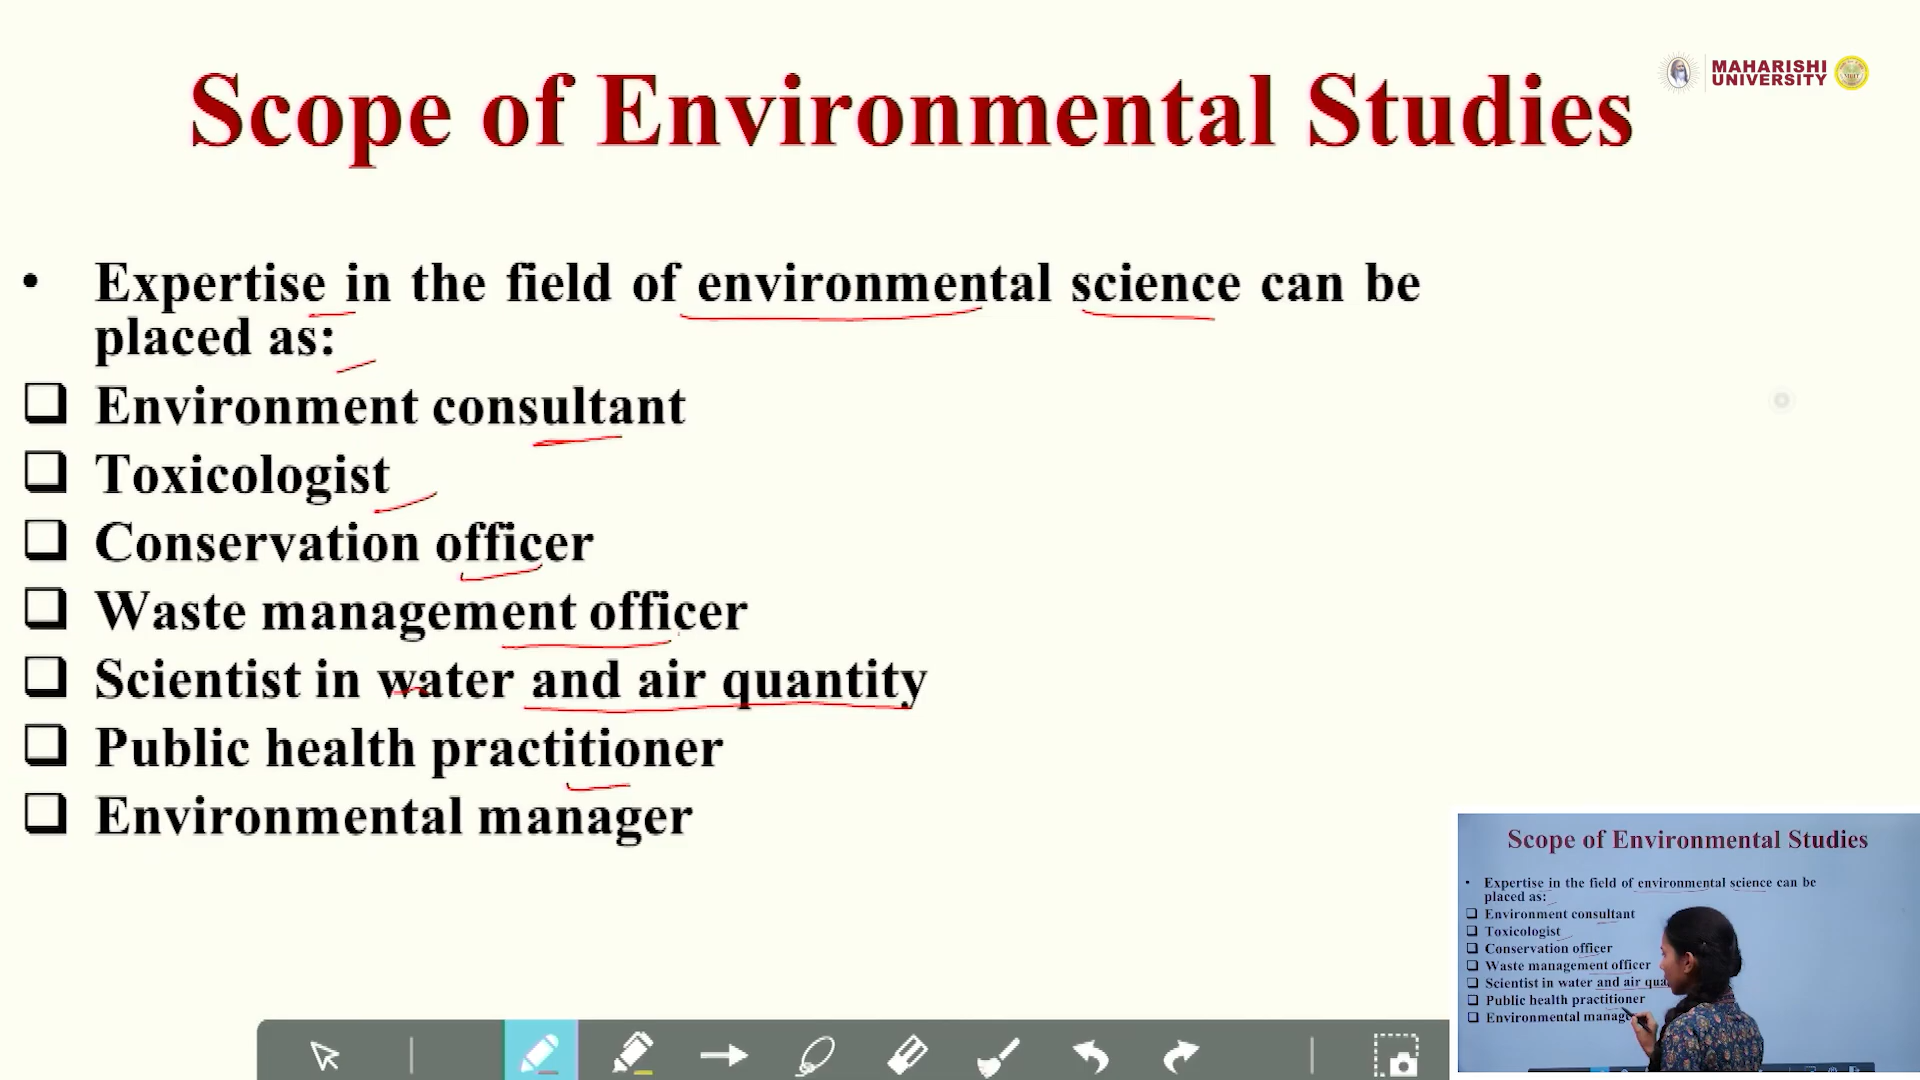 Scope of Environmental Studies
MAHARISHI
UNIVERSITY
• Expertise in the field of environmental science can be
placed as:
❑ Environment consultant
❑ Toxicologist
❑ Conservation officer
❑ Waste management officer
❑ Scientist in water and air quantity
❑ Public health practitioner
❑ Environmental manager
Scope of Environmental Studies
• Expertise in the field of environmental science can be
placed as:
❑ Environment consultant
❑ Toxicologist
❑ Conservation officer
❑ Waste management officer
❑ Scientist in water and air qua
❑ Public health practitioner
❑ Environmental manage